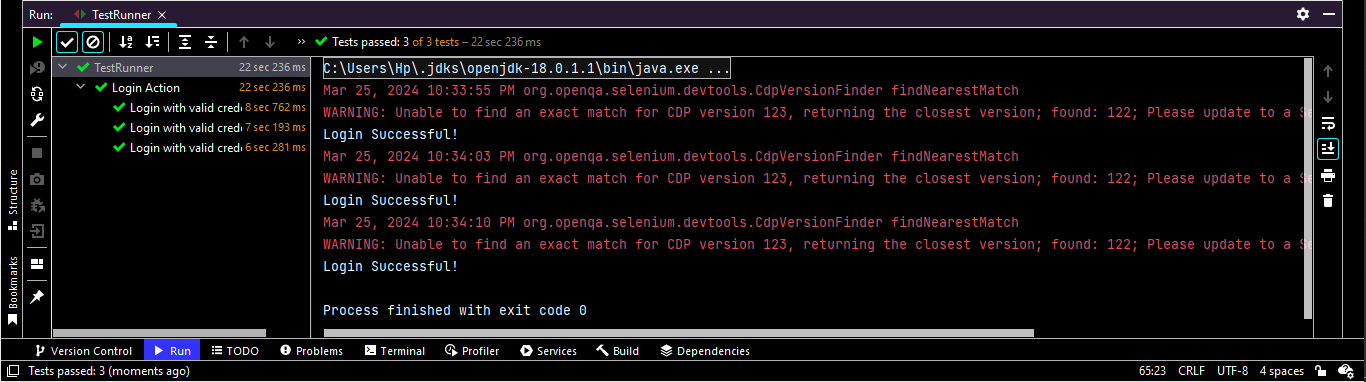 Run: TestRunner
Tests passed: 3 of 3 tests – 22 sec 236 ms
TestRunner 22 sec 236 ms
Login Action 22 sec 236 ms
Login with valid crede 8 sec 762 ms
Login with valid crede 7 sec 193 ms
Login with valid crede 6 sec 281 ms
C:\Users\Hp\.jdks\openjdk-18.0.1.1\bin\java.exe ...
Mar 25, 2024 10:33:55 PM org.openqa.selenium.devtools.CdpVersionFinder findNearestMatch
WARNING: Unable to find an exact match for CDP version 123, returning the closest version; found: 122; Please update to a Se
Login Successful!
Mar 25, 2024 10:34:03 PM org.openqa.selenium.devtools.CdpVersionFinder findNearestMatch
WARNING: Unable to find an exact match for CDP version 123, returning the closest version; found: 122; Please update to a Se
Login Successful!
Mar 25, 2024 10:34:10 PM org.openqa.selenium.devtools.CdpVersionFinder findNearestMatch
WARNING: Unable to find an exact match for CDP version 123, returning the closest version; found: 122; Please update to a Se
Login Successful!
Process finished with exit code 0
Structure
Bookmarks
Version Control Run TODO Problems Terminal Profiler Services Build Dependencies
Tests passed: 3 (moments ago) 65:23 CRLF UTF-8 4 spaces